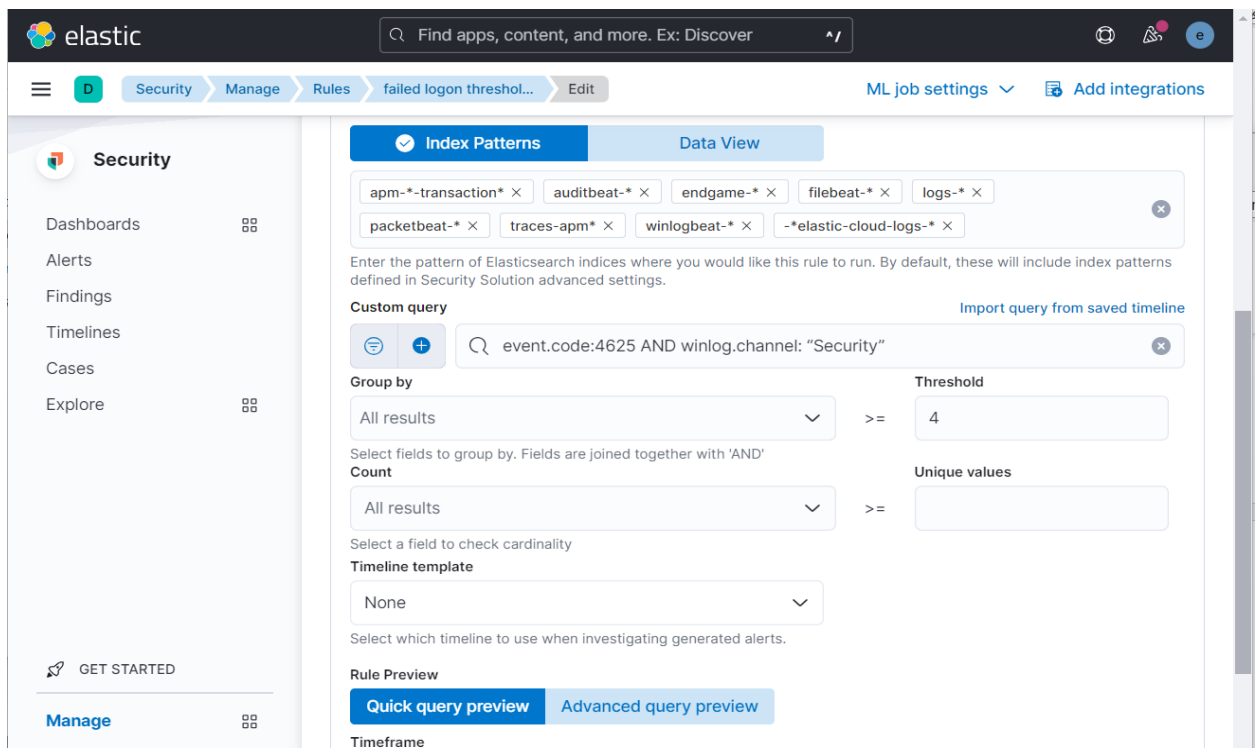 elastic
Find apps, content, and more. Ex: Discover ^/
e
D Security Manage Rules failed logon threshol... Edit ML job settings Add integrations
Security
Dashboards
Alerts
Findings
Timelines
Cases
Explore
GET STARTED
Manage
Index Patterns Data View
apm-*-transaction* × auditbeat-* × endgame-* × filebeat-* × logs-* ×
packetbeat-* × traces-apm* × winlogbeat-* × -*elastic-cloud-logs-* ×
Enter the pattern of Elasticsearch indices where you would like this rule to run. By default, these will include index patterns
defined in Security Solution advanced settings.
Custom query Import query from saved timeline
event.code:4625 AND winlog.channel: “Security”
Group by Threshold
All results >= 4
Select fields to group by. Fields are joined together with 'AND'
Count Unique values
All results >=
Select a field to check cardinality
Timeline template
None
Select which timeline to use when investigating generated alerts.
Rule Preview
Quick query preview Advanced query preview
Timeframe